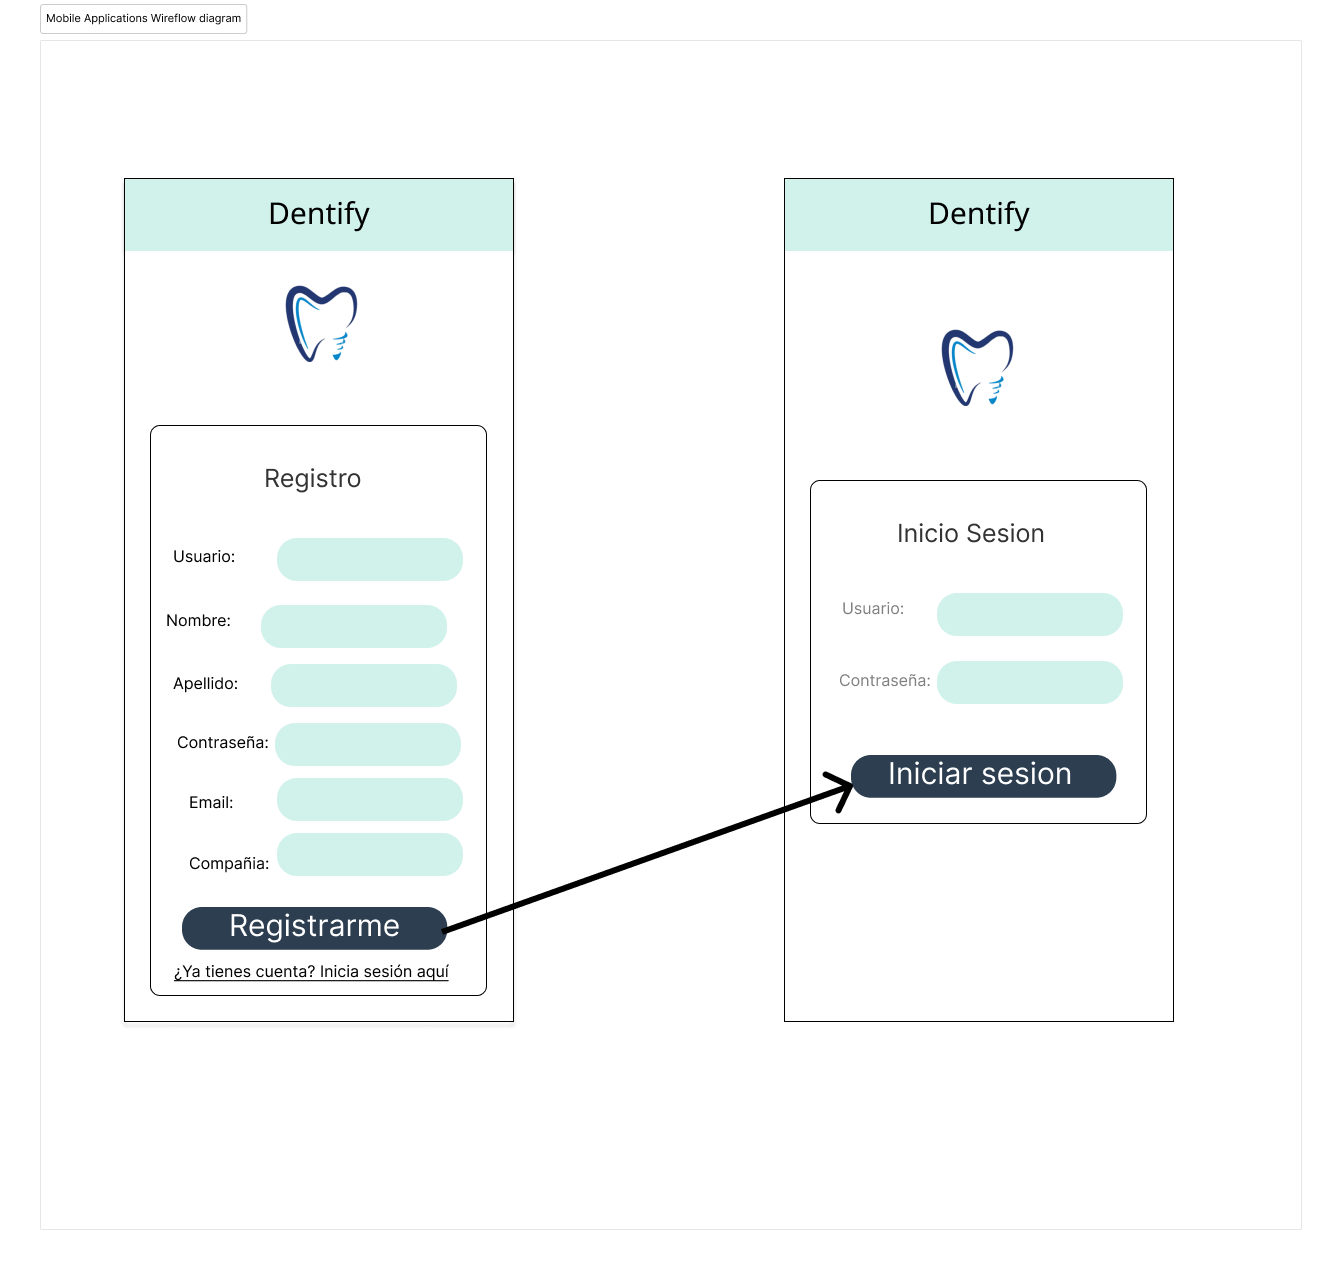 Mobile Applications Wireflow diagram
Dentify
Registro
Usuario:
Nombre:
Apellido:
Contraseña:
Email:
Compañia:
Registrarme
¿Ya tienes cuenta? Inicia sesión aquí
Dentify
Inicio Sesion
Usuario:
Contraseña:
Iniciar sesion